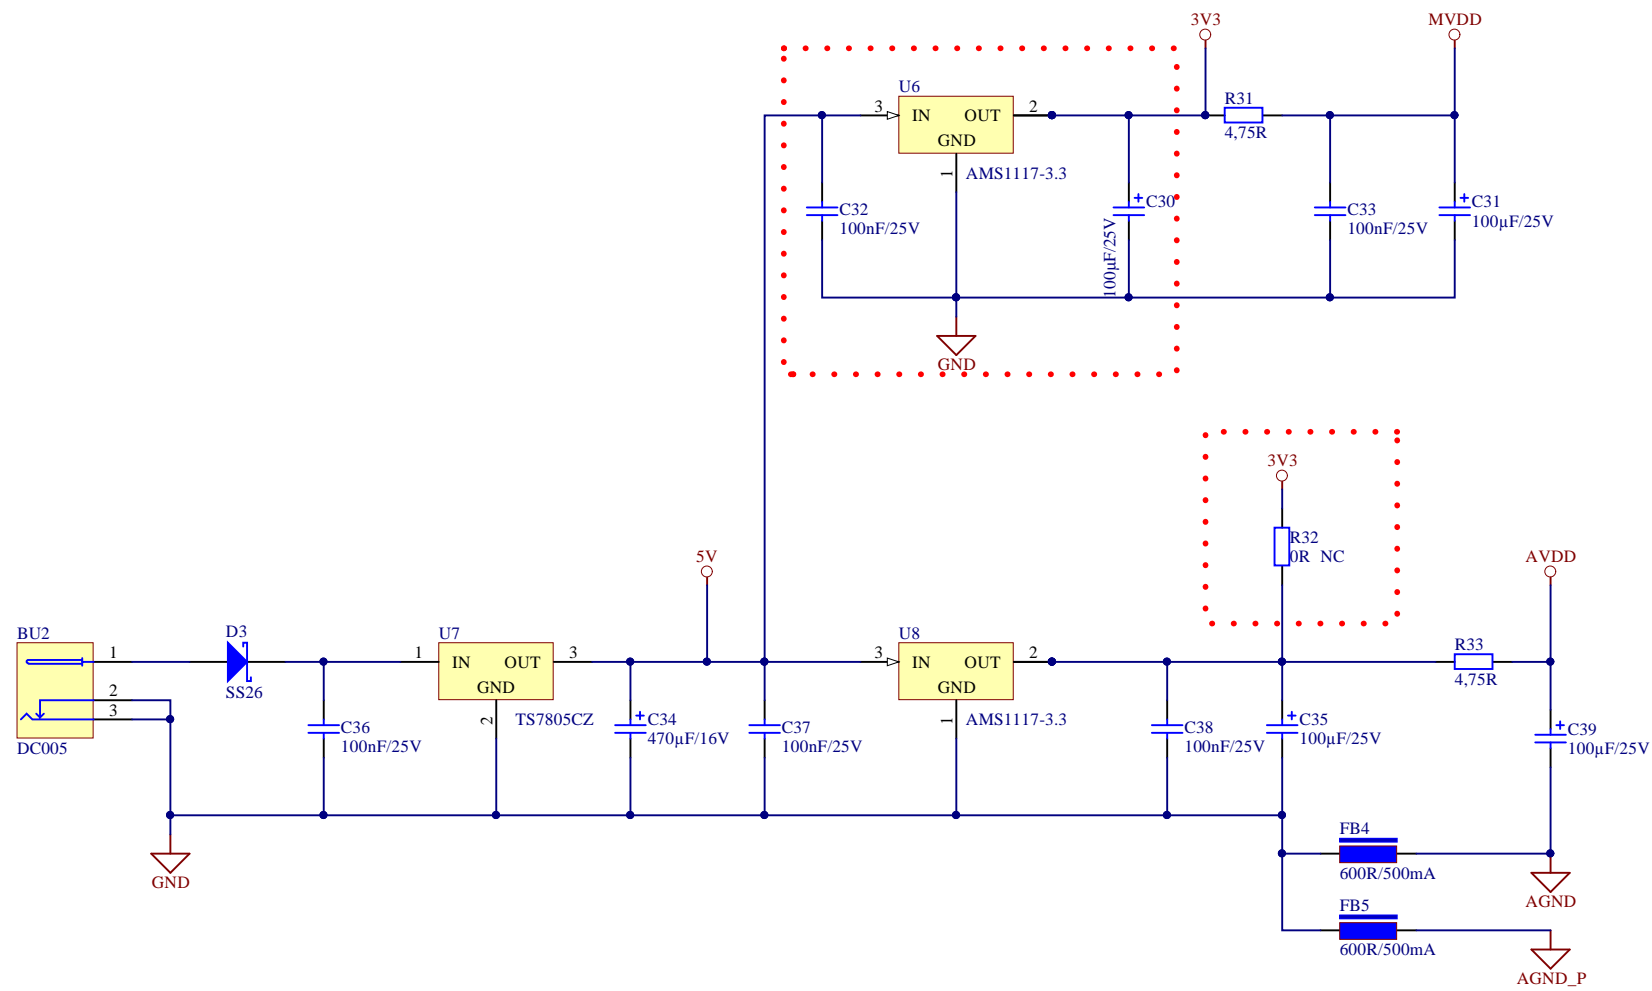 3V3
MVDD
U6
3
IN
OUT
2
GND
1
AMS1117-3.3
R31
4,75R
C32
100nF/25V
C30
100µF/25V
C33
100nF/25V
C31
100µF/25V
GND
3V3
R32
0R NC
5V
AVDD
BU2
1
2
3
DC005
D3
SS26
U7
1
IN
OUT
3
GND
2
TS7805CZ
U8
3
IN
OUT
2
GND
1
AMS1117-3.3
R33
4,75R
C36
100nF/25V
C34
470µF/16V
C37
100nF/25V
C38
100nF/25V
C35
100µF/25V
C39
100µF/25V
GND
FB4
600R/500mA
AGND
FB5
600R/500mA
AGND_P